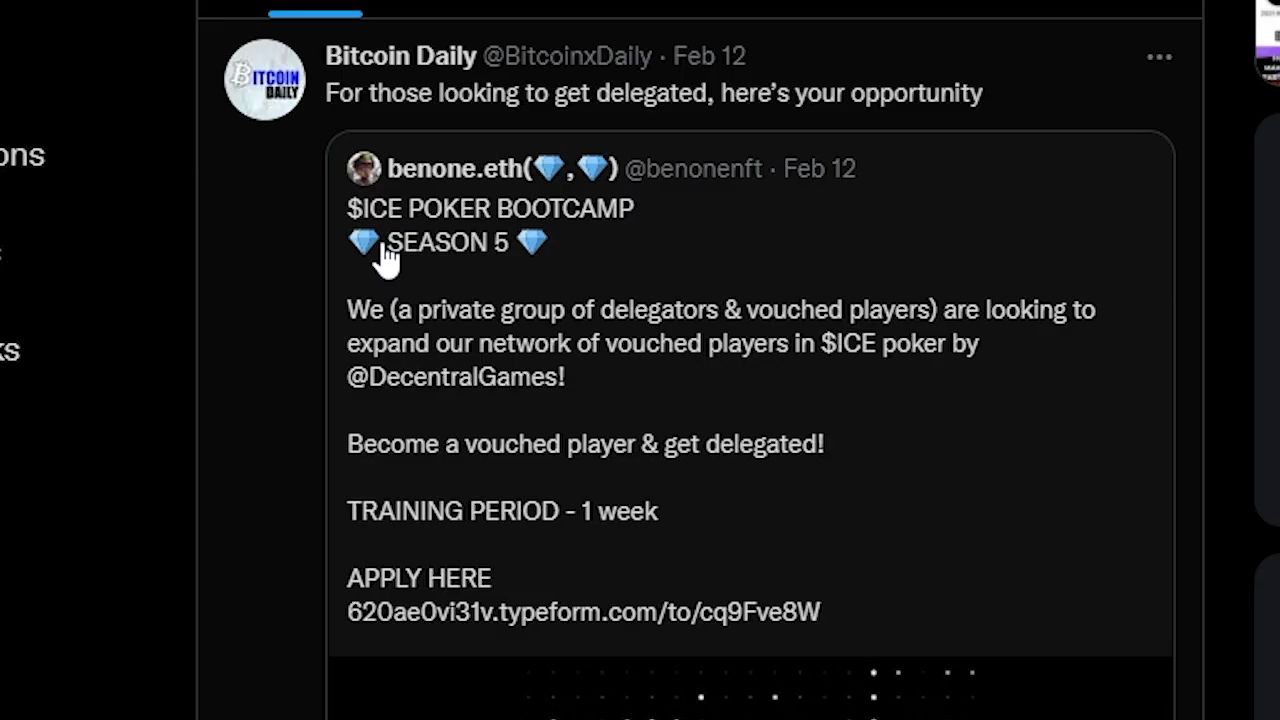 Bitcoin Daily @BitcoinxDaily · Feb 12
BITCOIN
DAILY
For those looking to get delegated, here’s your opportunity
benone.eth(💎,💎) @benonenft · Feb 12
$ICE POKER BOOTCAMP
💎 SEASON 5 💎
ons
We (a private group of delegators & vouched players) are looking to
expand our network of vouched players in $ICE poker by
@DecentralGames!
ks
Become a vouched player & get delegated!
TRAINING PERIOD - 1 week
APPLY HERE
620ae0vi31v.typeform.com/to/cq9Fve8W